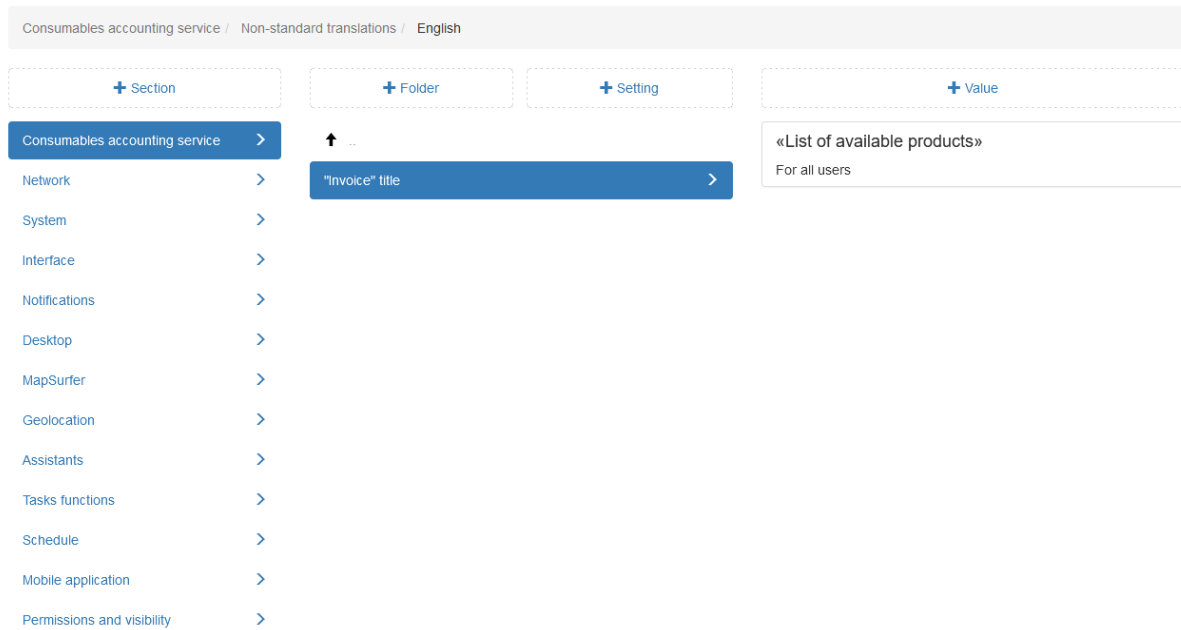 Consumables accounting service / Non-standard translations / English
+ Section
+ Folder
+ Setting
+ Value
Consumables accounting service
Network
System
Interface
Notifications
Desktop
MapSurfer
Geolocation
Assistants
Tasks functions
Schedule
Mobile application
Permissions and visibility
..
"Invoice" title
«List of available products»
For all users